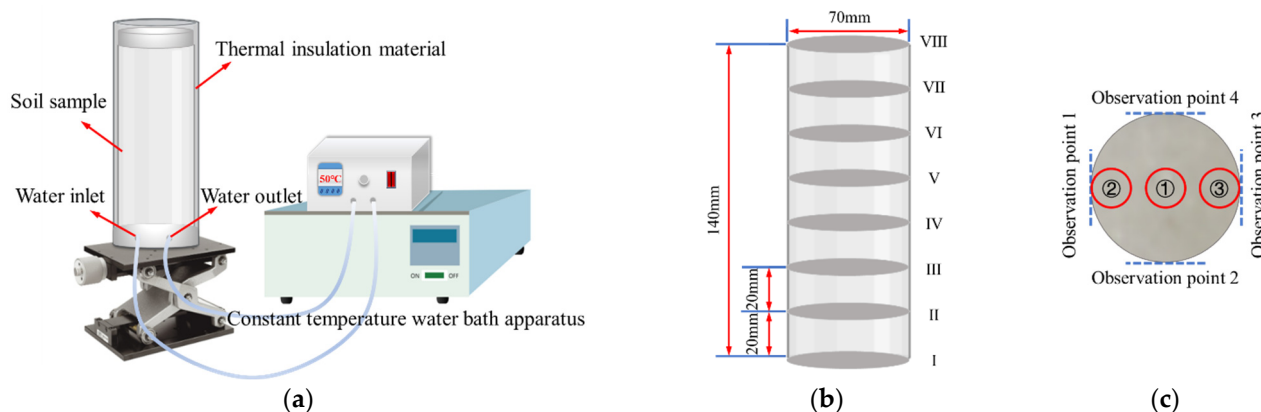 Thermal insulation material
Soil sample
Water inlet
Water outlet
50℃
ON
OFF
Constant temperature water bath apparatus
(a)
70mm
140mm
20mm
20mm
VIII
VII
VI
V
IV
III
II
I
(b)
Observation point 4
Observation point 1
②
①
③
Observation point 3
Observation point 2
(c)